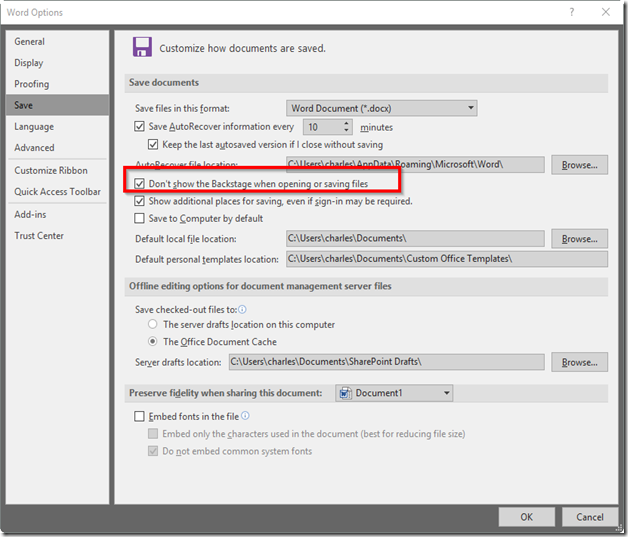 Word Options
?
General
Display
Proofing
Save
Language
Advanced
Customize Ribbon
Quick Access Toolbar
Add-ins
Trust Center
Customize how documents are saved.
Save documents
Save files in this format: Word Document (*.docx)
Save AutoRecover information every 10 minutes
Keep the last autosaved version if I close without saving
AutoRecover file location: C:\Users\charles\AppData\Roaming\Microsoft\Word\ Browse...
Don't show the Backstage when opening or saving files
Show additional places for saving, even if sign-in may be required.
Save to Computer by default
Default local file location: C:\Users\charles\Documents\ Browse...
Default personal templates location: C:\Users\charles\Documents\Custom Office Templates\
Offline editing options for document management server files
Save checked-out files to:
The server drafts location on this computer
The Office Document Cache
Server drafts location: C:\Users\charles\Documents\SharePoint Drafts\ Browse...
Preserve fidelity when sharing this document: Document1
Embed fonts in the file
Embed only the characters used in the document (best for reducing file size)
Do not embed common system fonts
OK Cancel